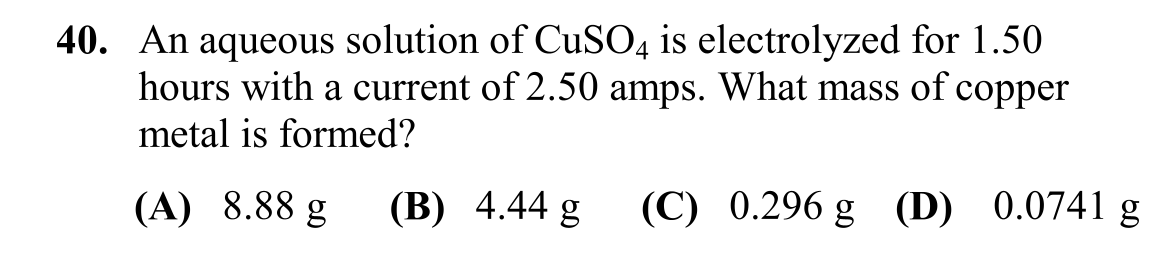 40. An aqueous solution of CuSO₄ is electrolyzed for 1.50
hours with a current of 2.50 amps. What mass of copper
metal is formed?
(A) 8.88 g (B) 4.44 g (C) 0.296 g (D) 0.0741 g